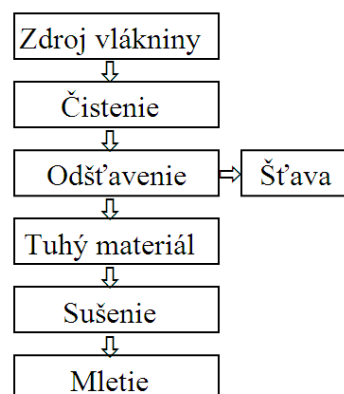 Zdroj vlákniny
Čistenie
Odšťavenie
Šťava
Tuhý materiál
Sušenie
Mletie